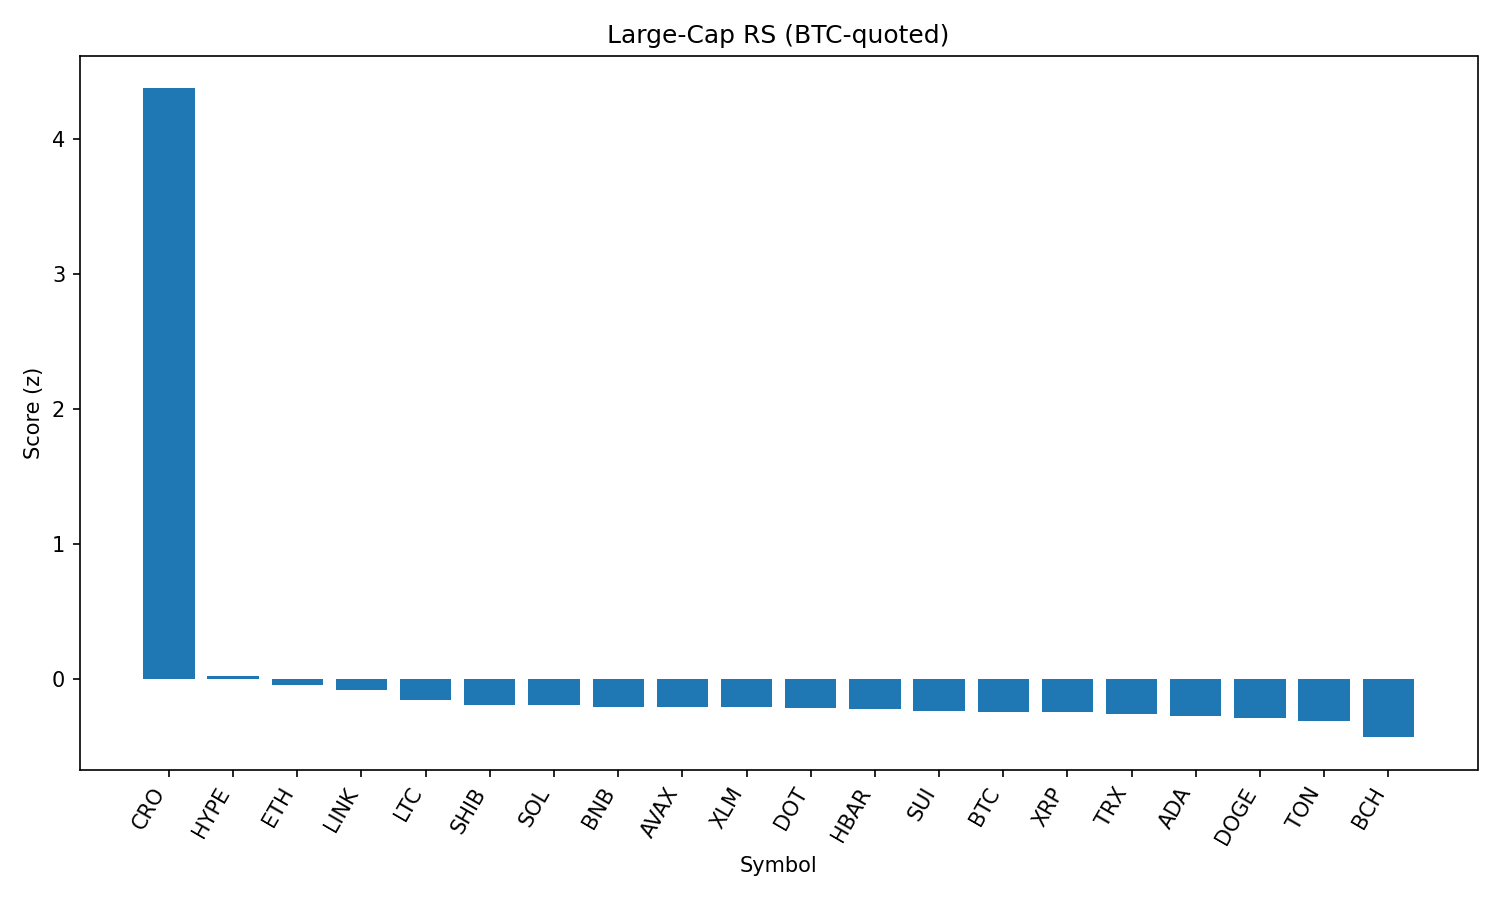 Large-Cap RS (BTC-quoted)
Score (z)
4
3
2
1
0
CRO
HYPE
ETH
LINK
LTC
SHIB
SOL
BNB
AVAX
XLM
DOT
HBAR
SUI
BTC
XRP
TRX
ADA
DOGE
TON
BCH
Symbol